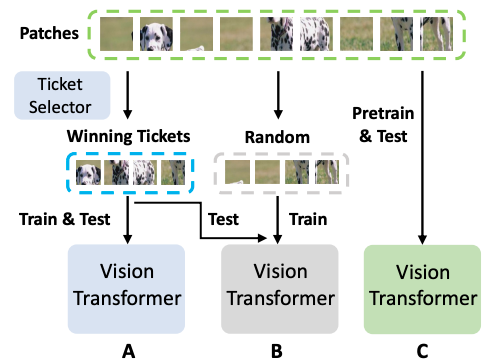 Patches
Ticket
Selector
Winning Tickets
Random
Pretrain
& Test
Train & Test
Test
Train
Vision
Transformer
Vision
Transformer
Vision
Transformer
A
B
C